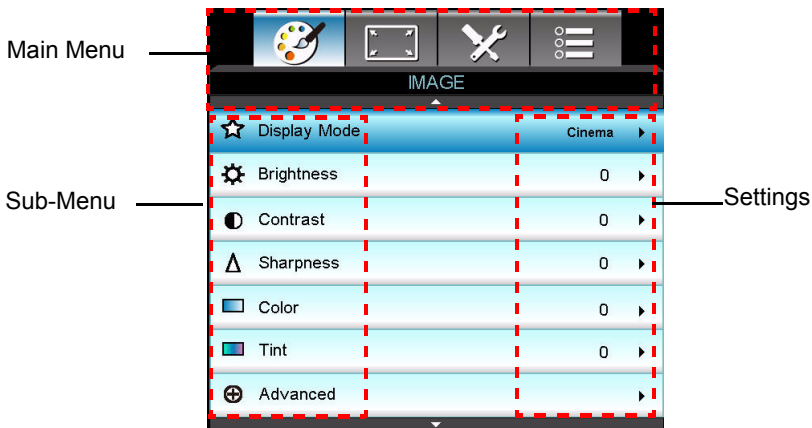 Main Menu
IMAGE
Display Mode Cinema
Brightness 0
Sub-Menu
Settings
Contrast 0
Sharpness 0
Color 0
Tint 0
Advanced